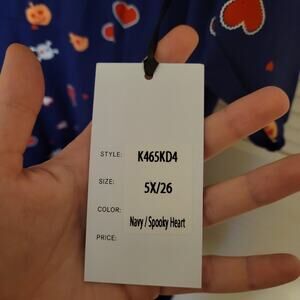 STYLE: K465KD4
SIZE: 5X/26
COLOR: Navy / Spooky Heart
PRICE: